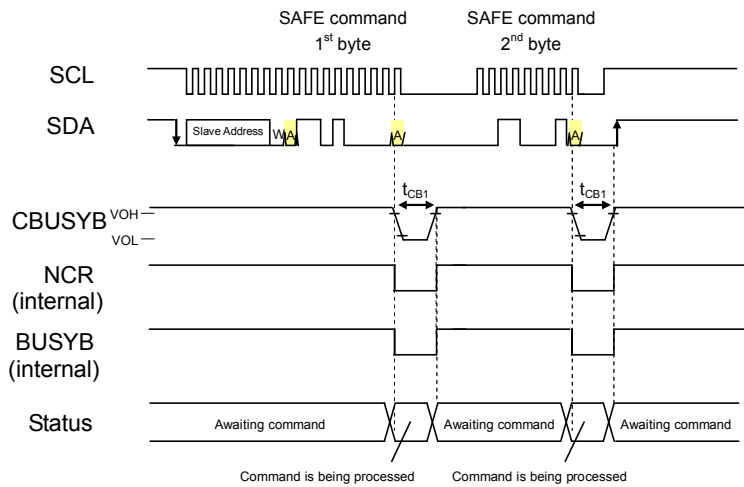 SAFE command
1st byte
SAFE command
2nd byte
SCL
SDA
Slave Address
W
A
A
A
tCB1
tCB1
CBUSYB
VOH
VOL
NCR
(internal)
BUSYB
(internal)
Status
Awaiting command
Awaiting command
Awaiting command
Command is being processed
Command is being processed